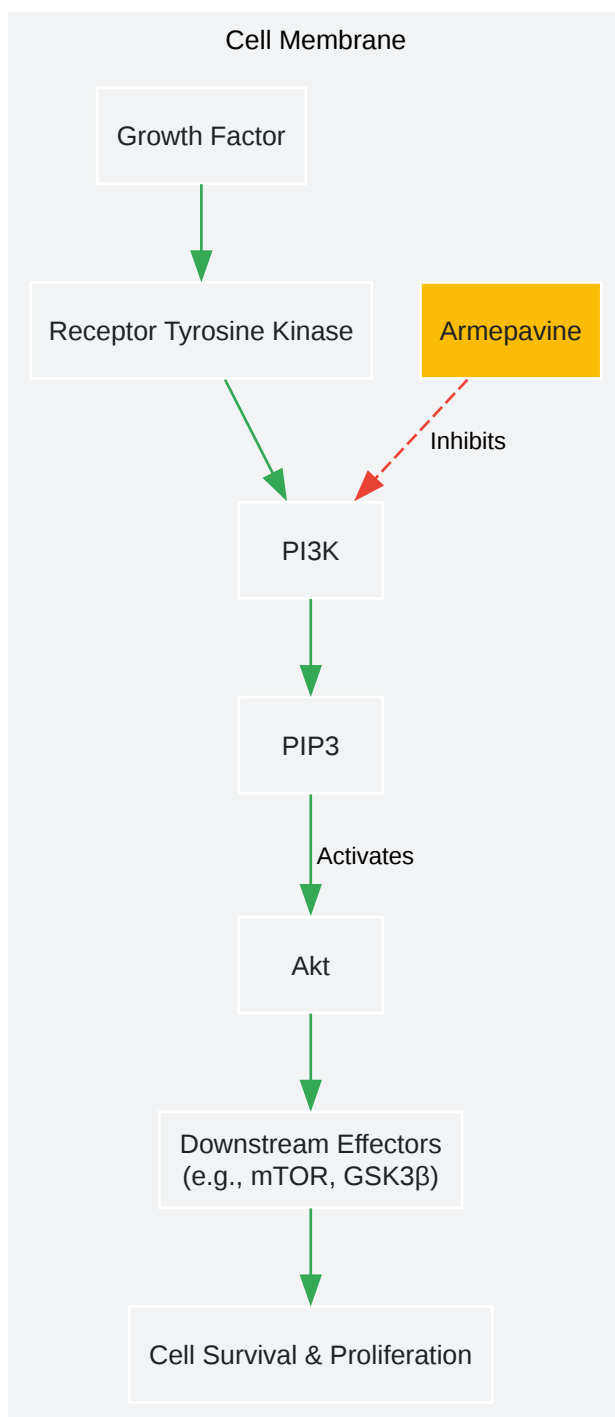 Cell Membrane
Growth Factor
Receptor Tyrosine Kinase
Armepavine
Inhibits
PI3K
PIP3
Activates
Akt
Downstream Effectors
(e.g., mTOR, GSK3β)
Cell Survival & Proliferation